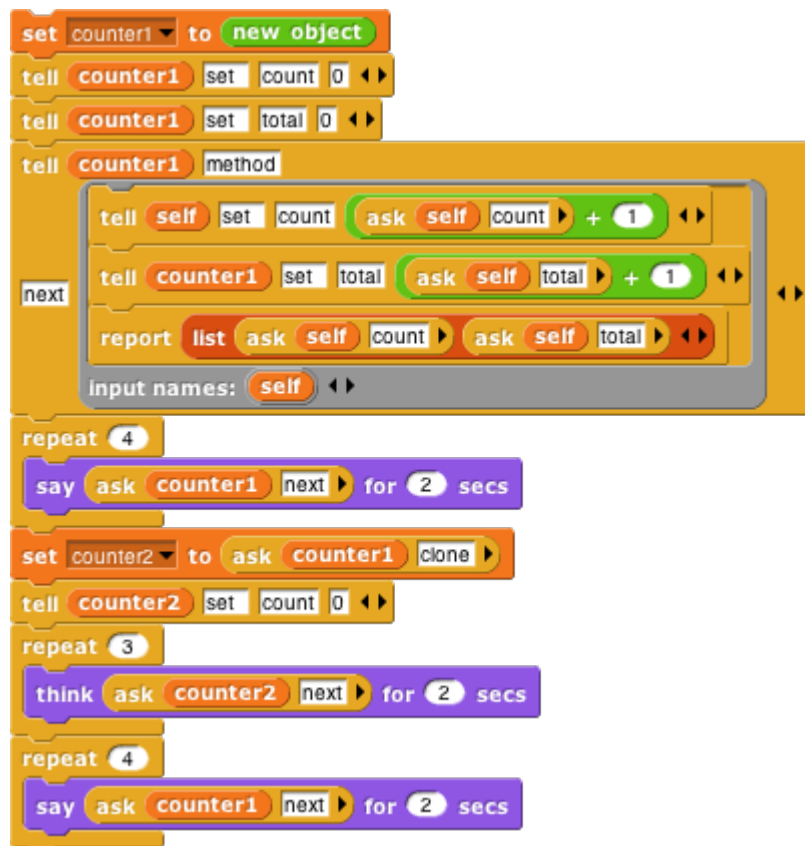 set counter1 to new object
tell counter1 set count 0
tell counter1 set total 0
tell counter1 method
tell self set count ask self count + 1
next
tell counter1 set total ask self total + 1
report list ask self count ask self total
input names: self
repeat 4
say ask counter1 next for 2 secs
set counter2 to ask counter1 clone
tell counter2 set count 0
repeat 3
think ask counter2 next for 2 secs
repeat 4
say ask counter1 next for 2 secs